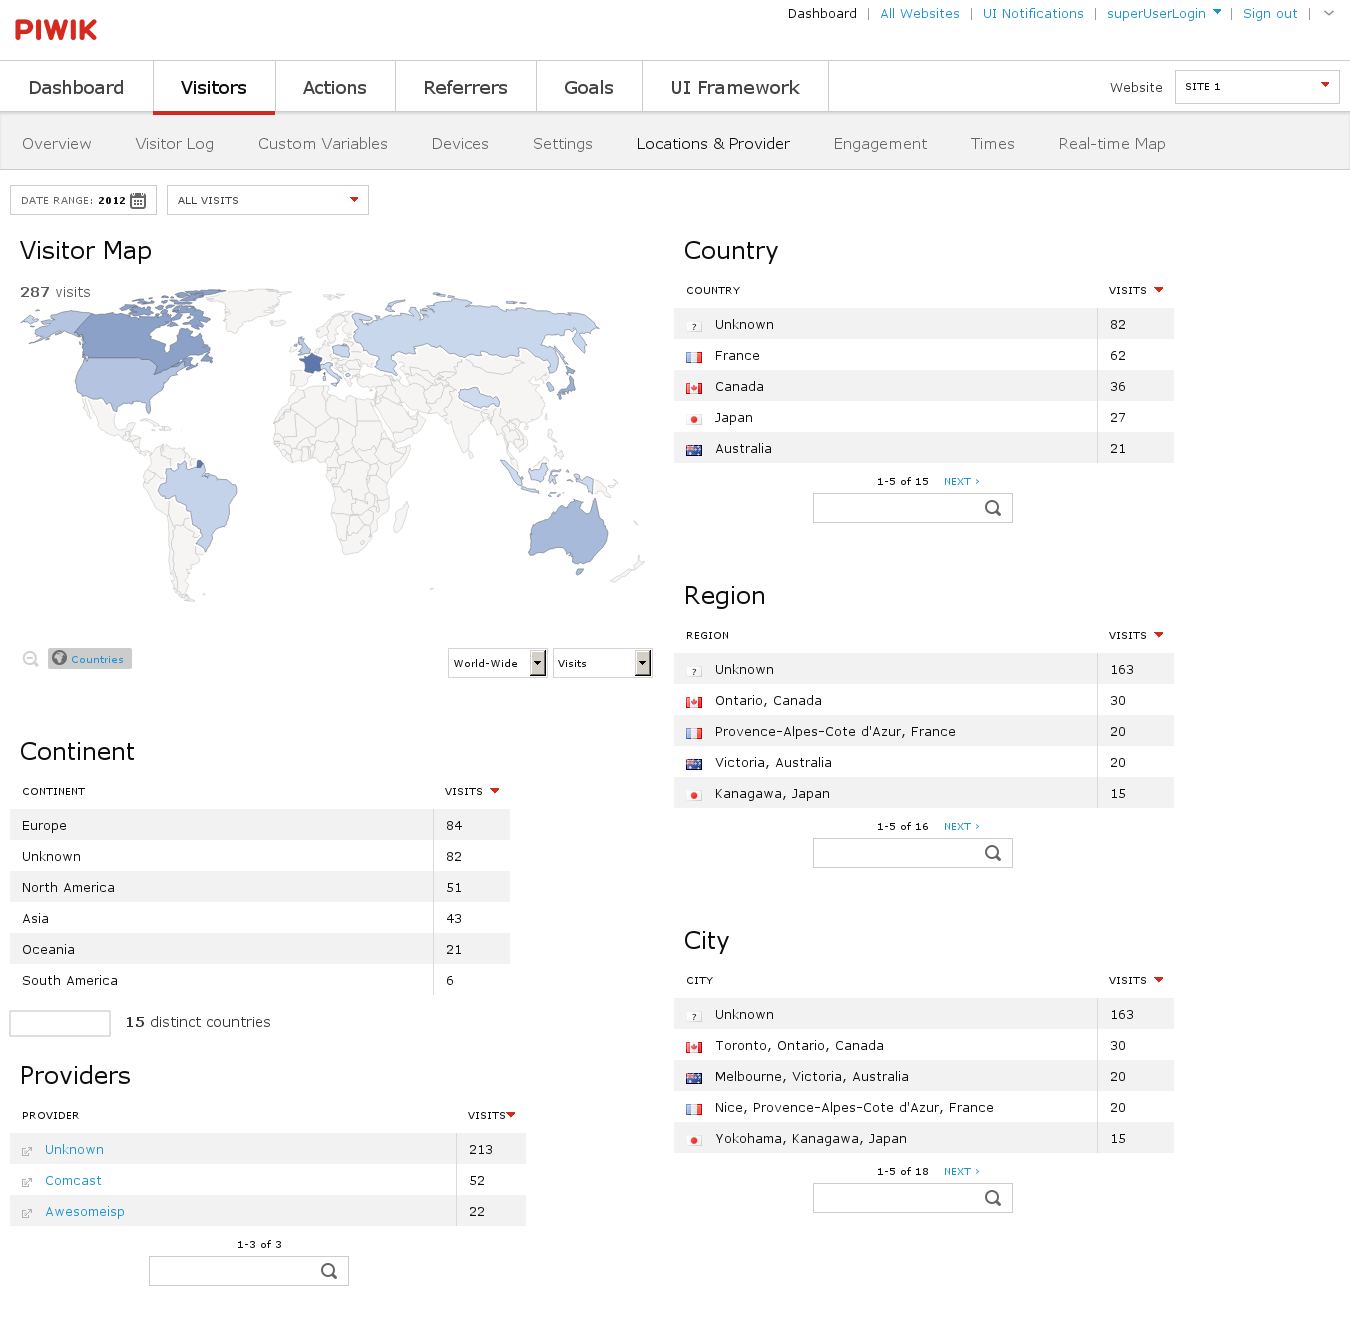 Dashboard | All Websites | UI Notifications | superUserLogin | Sign out |
PIWIK
Dashboard Visitors Actions Referrers Goals UI Framework Website SITE 1
Overview Visitor Log Custom Variables Devices Settings Locations & Provider Engagement Times Real-time Map
DATE RANGE: 2012 ALL VISITS
Visitor Map
287 visits
Countries
World-Wide Visits
Continent
CONTINENT VISITS
Europe 84
Unknown 82
North America 51
Asia 43
Oceania 21
South America 6
15 distinct countries
Providers
PROVIDER VISITS
Unknown 213
Comcast 52
Awesomeisp 22
1-3 of 3
Country
COUNTRY VISITS
? Unknown 82
France 62
Canada 36
Japan 27
Australia 21
1-5 of 15 NEXT ›
Region
REGION VISITS
? Unknown 163
Ontario, Canada 30
Provence-Alpes-Cote d'Azur, France 20
Victoria, Australia 20
Kanagawa, Japan 15
1-5 of 16 NEXT ›
City
CITY VISITS
? Unknown 163
Toronto, Ontario, Canada 30
Melbourne, Victoria, Australia 20
Nice, Provence-Alpes-Cote d'Azur, France 20
Yokohama, Kanagawa, Japan 15
1-5 of 18 NEXT ›